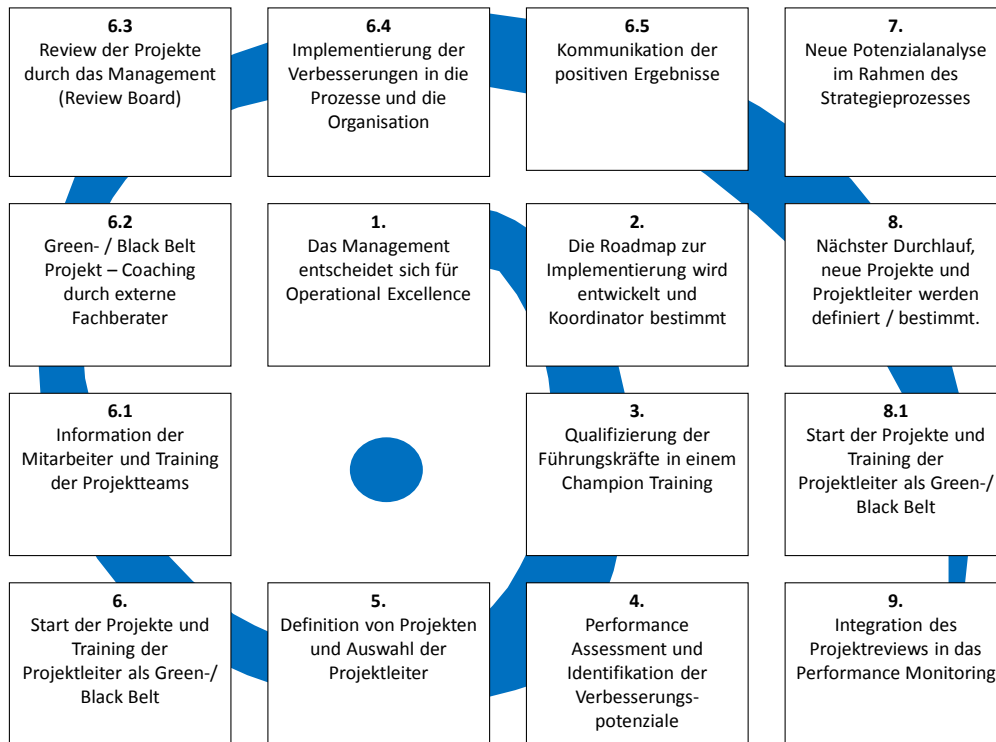 6.3
Review der Projekte
durch das Management
(Review Board)
6.4
Implementierung der
Verbesserungen in die
Prozesse und die
Organisation
6.5
Kommunikation der
positiven Ergebnisse
7.
Neue Potenzialanalyse
im Rahmen des
Strategieprozesses
6.2
Green- / Black Belt
Projekt – Coaching
durch externe
Fachberater
1.
Das Management
entscheidet sich für
Operational Excellence
2.
Die Roadmap zur
Implementierung wird
entwickelt und
Koordinator bestimmt
8.
Nächster Durchlauf,
neue Projekte und
Projektleiter werden
definiert / bestimmt.
6.1
Information der
Mitarbeiter und Training
der Projektteams
3.
Qualifizierung der
Führungskräfte in einem
Champion Training
8.1
Start der Projekte und
Training der
Projektleiter als Green-/
Black Belt
6.
Start der Projekte und
Training der
Projektleiter als Green-/
Black Belt
5.
Definition von Projekten
und Auswahl der
Projektleiter
4.
Performance
Assessment und
Identifikation der
Verbesserungs-
potenziale
9.
Integration des
Projektreviews in das
Performance Monitoring